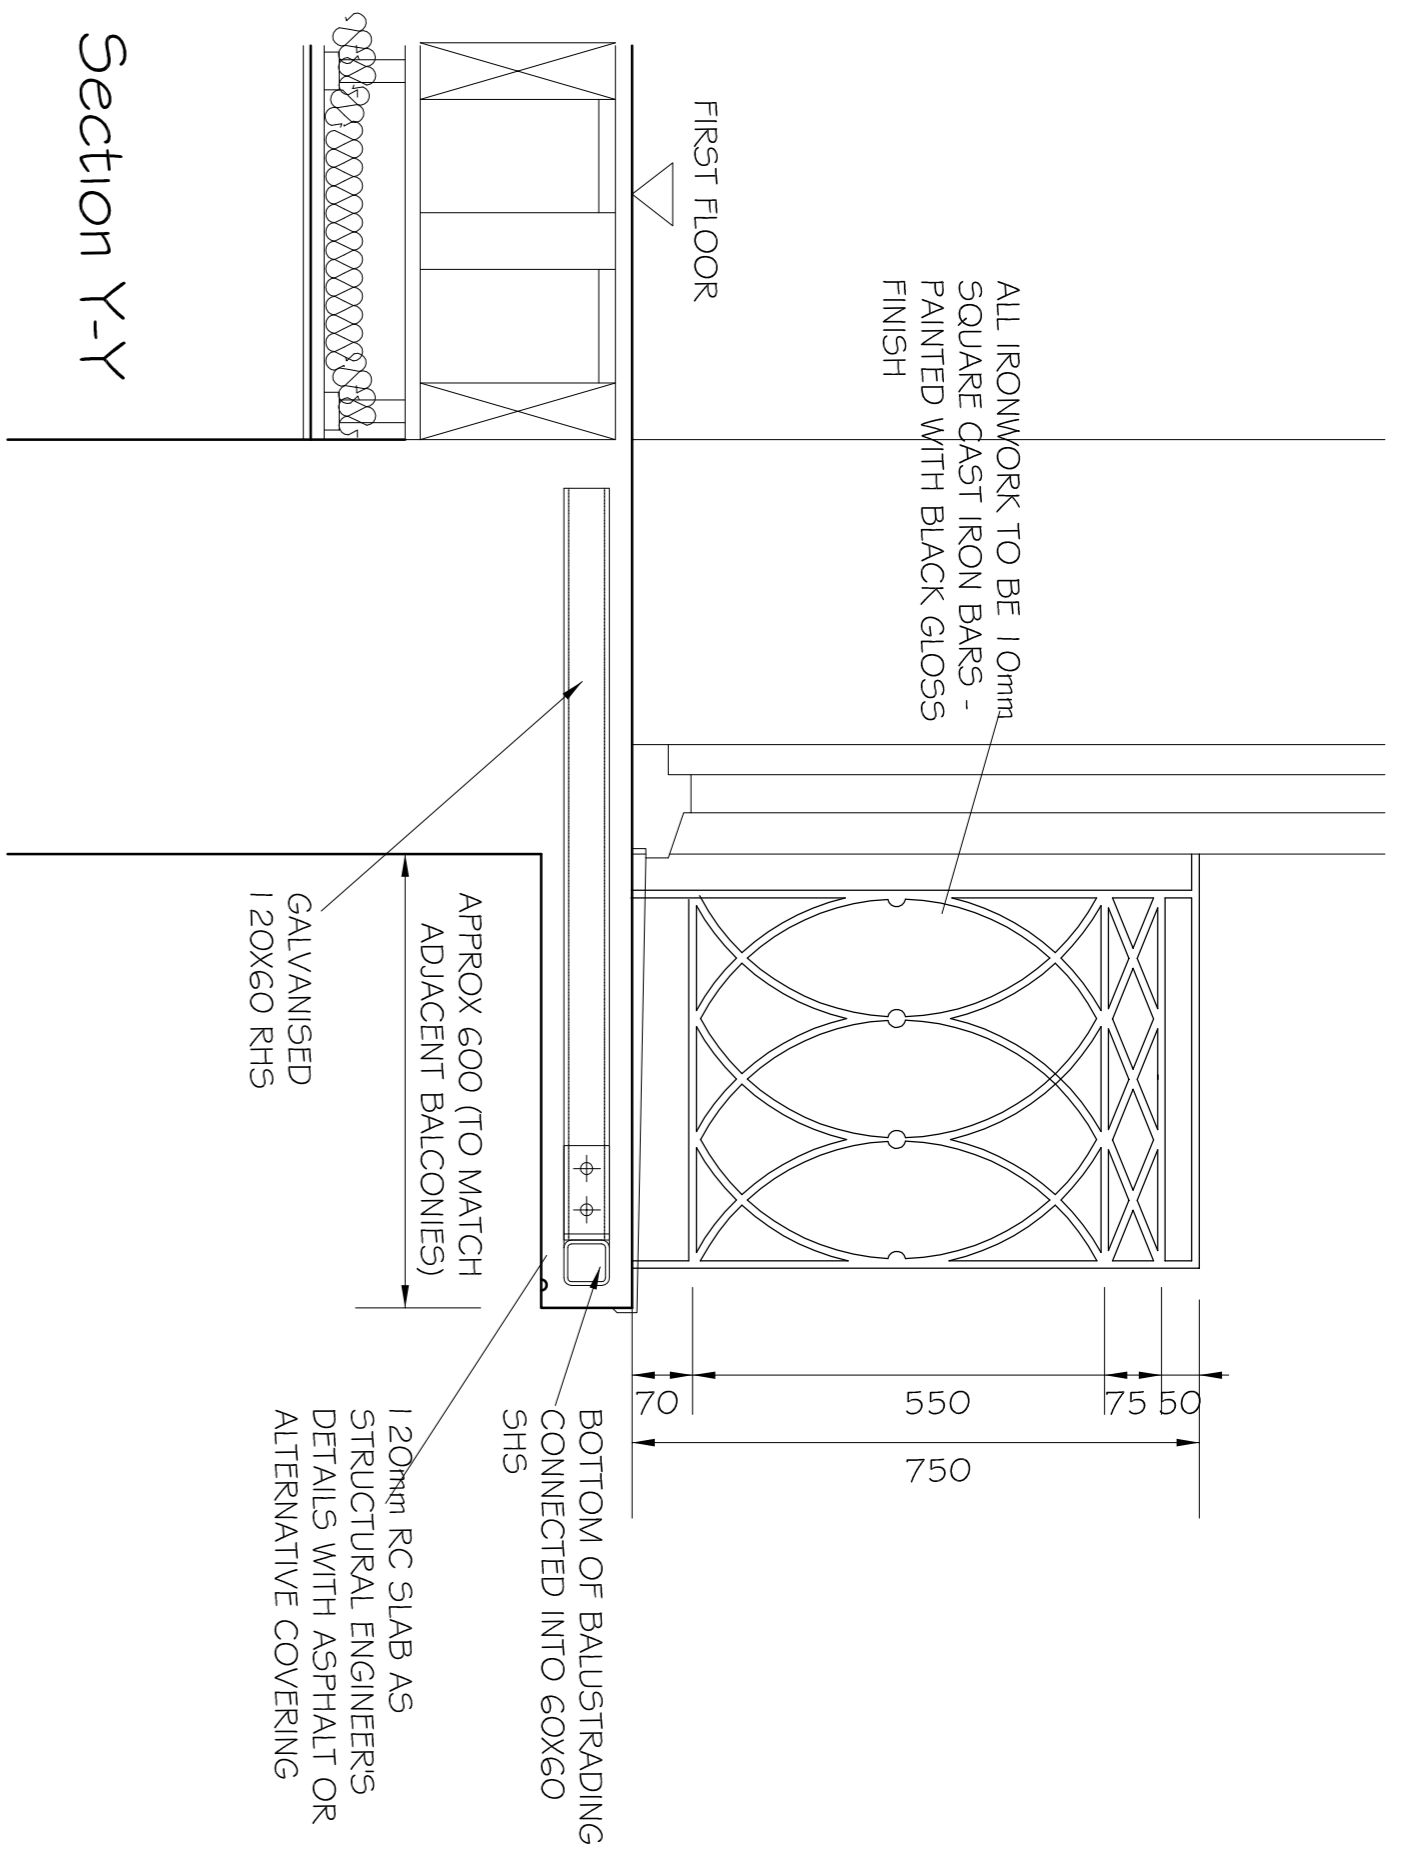 ALL IRONWORK TO BE 10mm
SQUARE CAST IRON BARS -
PAINTED WITH BLACK GLOSS
FINISH
FIRST FLOOR
50
75
550
70
750
BOTTOM OF BALUSTRADING
CONNECTED INTO 60X60
SHS
APPROX 600 (TO MATCH
ADJACENT BALCONIES)
GALVANISED
120X60 RHS
120mm RC SLAB AS
STRUCTURAL ENGINEER'S
DETAILS WITH ASPHALT OR
ALTERNATIVE COVERING
Section Y-Y